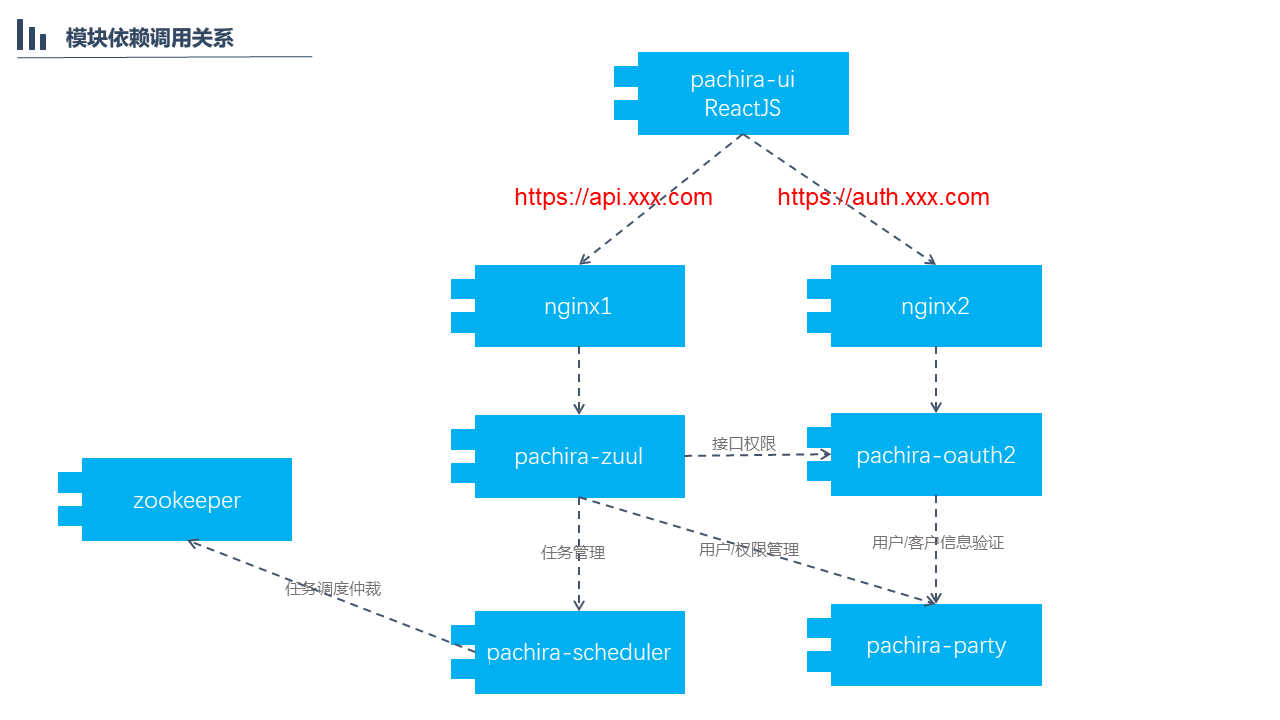 模块依赖调用关系
pachira-ui
ReactJS
https://api.xxx.com
https://auth.xxx.com
nginx1
nginx2
pachira-zuul
接口权限
pachira-oauth2
zookeeper
任务管理
用户/权限管理
用户/客户信息验证
任务调度仲裁
pachira-scheduler
pachira-party